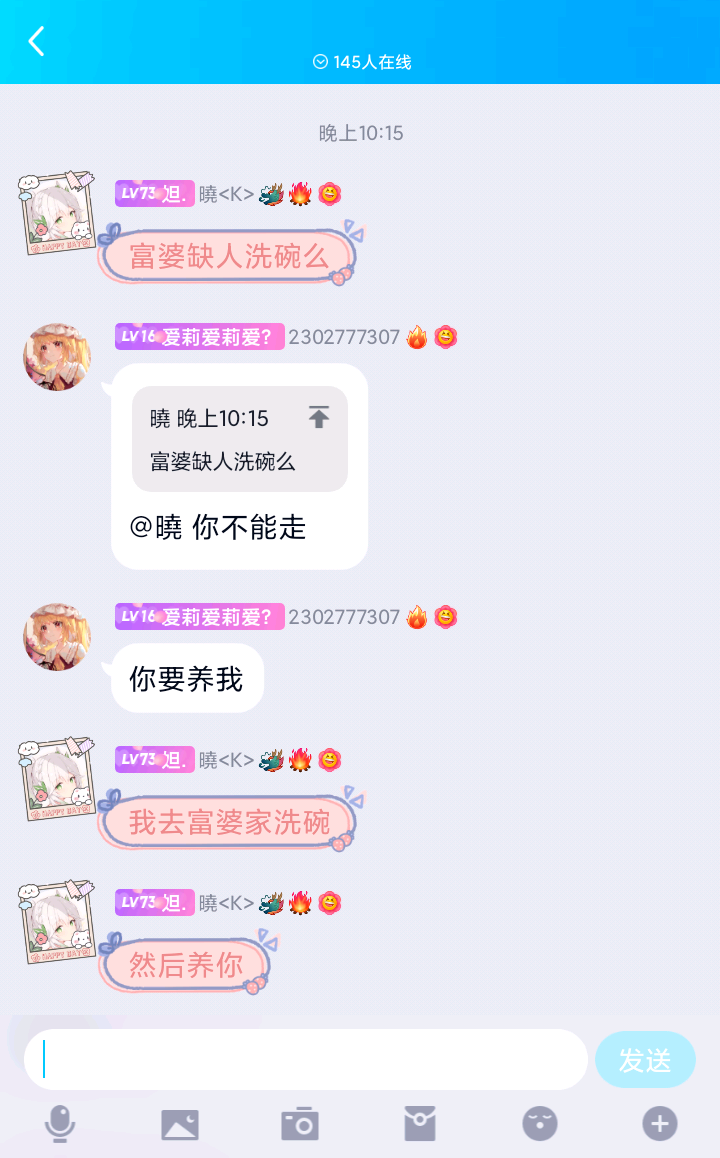 145人在线
晚上10:15
LV73 迫. 曉<K>
富婆缺人洗碗么
LV16 爱莉爱莉爱? 2302777307
曉 晚上10:15
富婆缺人洗碗么
@曉 你不能走
LV16 爱莉爱莉爱? 2302777307
你要养我
LV73 曉<K>
我去富婆家洗碗
LV73 曉<K>
然后养你
发送